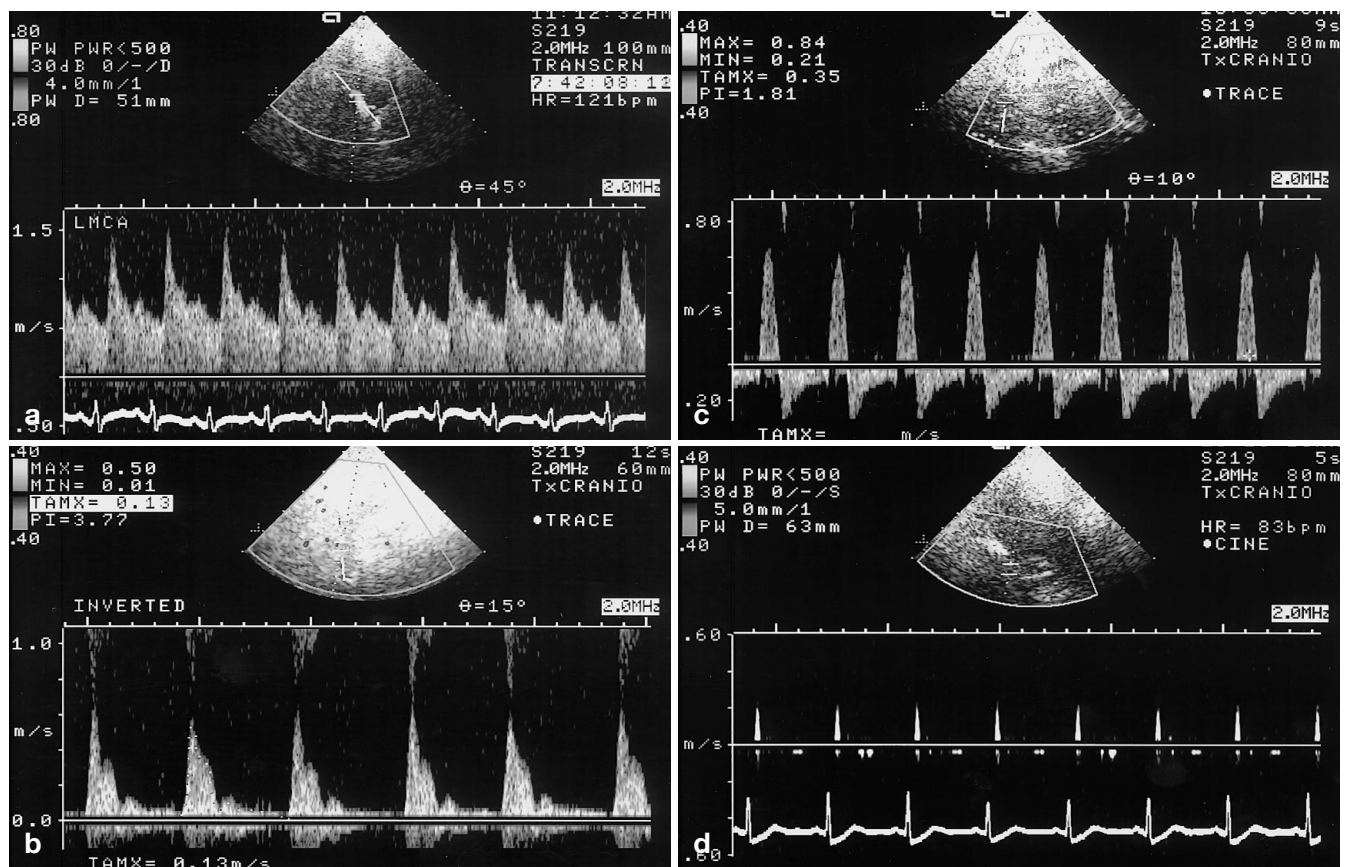 .80
PW PWR<500
30dB 0/-/D
4.0mm/1
PW D= 51mm
.80
11:12:32AM
S219
2.0MHz 100mm
TRANSCRN
7:42:08:12
HR=121bpm
θ=45°
2.0MHz
LMCA
1.5
m/s
.30
a
.40
MAX= 0.84
MIN= 0.21
TAMX= 0.35
PI=1.81
.40
S219 9s
2.0MHz 80mm
TxCRANIO
●TRACE
θ=10°
2.0MHz
.80
m/s
.20
c
TAMX= m/s
.40
MAX= 0.50
MIN= 0.01
TAMX= 0.13
PI=3.77
.40
S219 12s
2.0MHz 60mm
TxCRANIO
●TRACE
INVERTED
θ=15°
2.0MHz
1.0
m/s
0.0
b
TAMX= 0.13m/s
.40
PW PWR<500
30dB 0/-/S
5.0mm/1
PW D= 63mm
.40
S219 5s
2.0MHz 80mm
TxCRANIO
HR= 83bpm
●CINE
2.0MHz
.60
m/s
.60
d